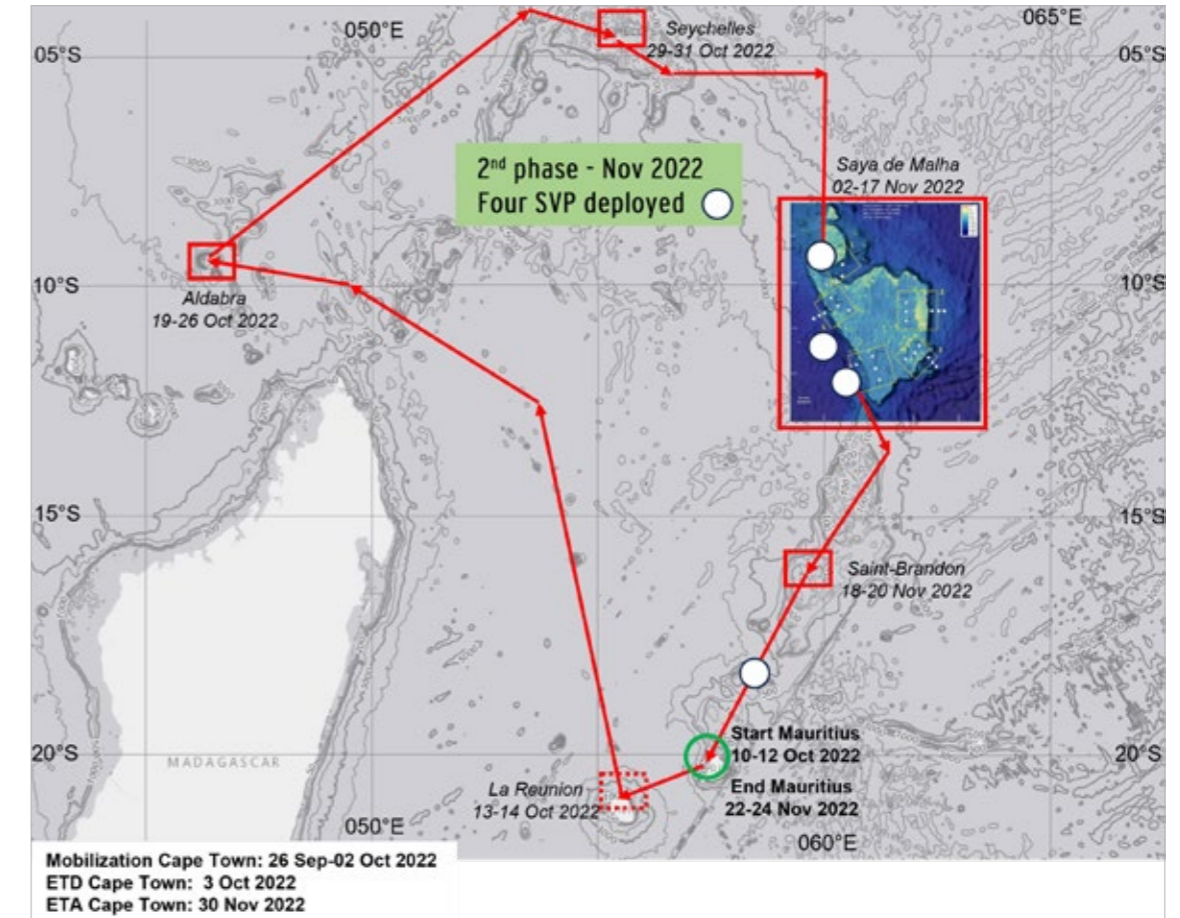 050°E
065°E
Seychelles
29-31 Oct 2022
05°S
05°S
2nd phase - Nov 2022
Four SVP deployed
Saya de Malha
02-17 Nov 2022
10°S
10°S
Aldabra
19-26 Oct 2022
15°S
15°S
Saint-Brandon
18-20 Nov 2022
Start Mauritius
10-12 Oct 2022
20°S
20°S
MADAGASCAR
End Mauritius
22-24 Nov 2022
La Reunion
13-14 Oct 2022
050°E
060°E
Mobilization Cape Town: 26 Sep-02 Oct 2022
ETD Cape Town: 3 Oct 2022
ETA Cape Town: 30 Nov 2022